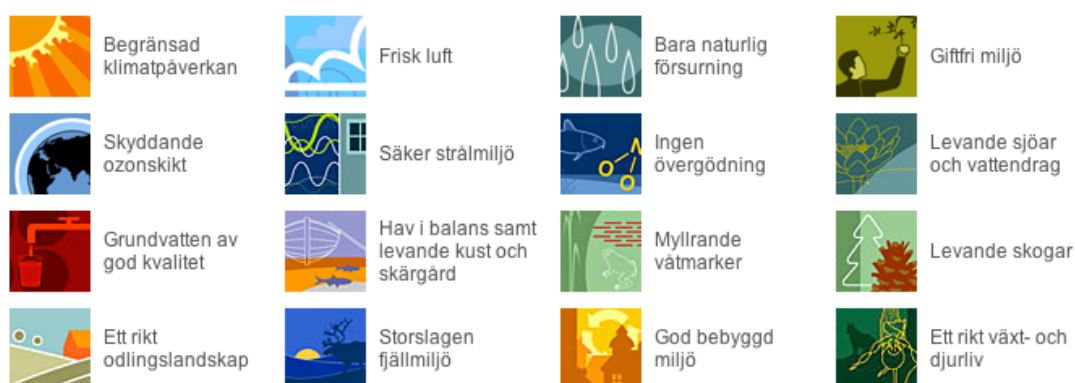 Begränsad
klimatpåverkan
Frisk luft
Bara naturlig
försurning
Giftfri miljö
Skyddande
ozonskikt
Säker strålmiljö
Ingen
övergödning
Levande sjöar
och vattendrag
Grundvatten av
god kvalitet
Hav i balans samt
levande kust och
skärgård
Myllrande
våtmarker
Levande skogar
Ett rikt
odlingslandskap
Storslagen
fjällmiljö
God bebyggd
miljö
Ett rikt växt- och
djurliv
N
O
O